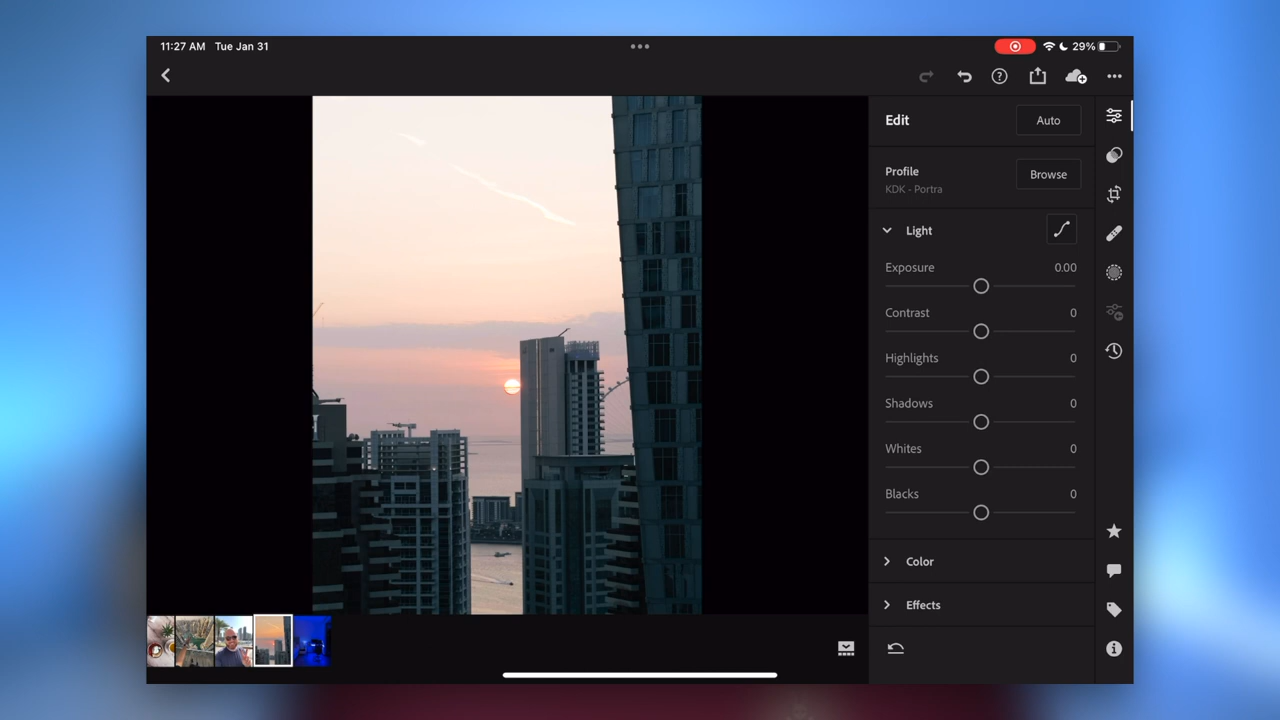 11:27 AM Tue Jan 31
29%
Edit
Auto
Profile
KDK - Portra
Browse
Light
Exposure 0.00
Contrast 0
Highlights 0
Shadows 0
Whites 0
Blacks 0
Color
Effects